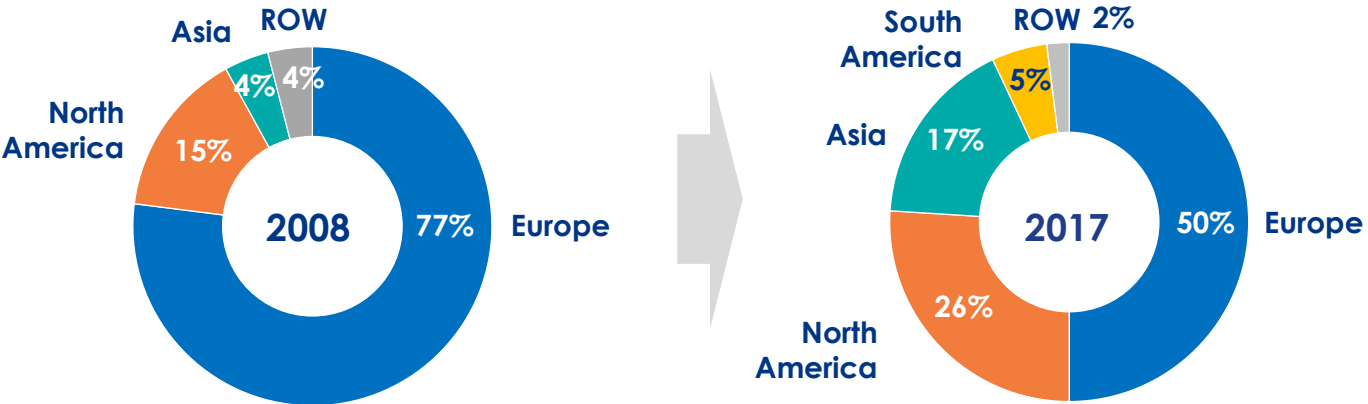 Asia
ROW
4%
4%
North
America
15%
2008
77%
Europe
South
America
ROW 2%
5%
Asia
17%
2017
50%
Europe
26%
North
America